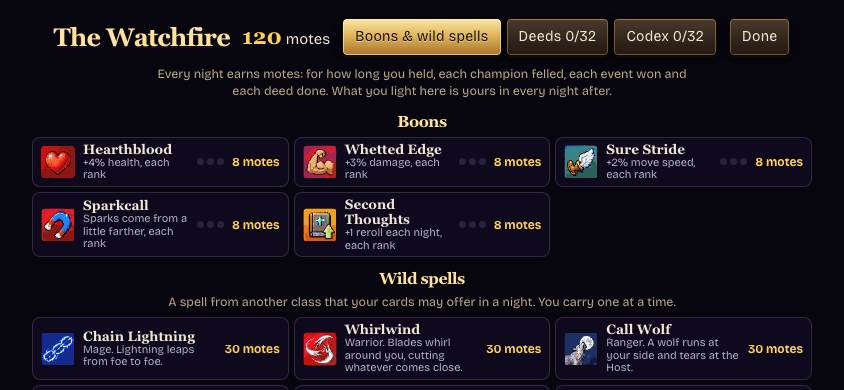 The Watchfire 120 motes Boons & wild spells Deeds 0/32 Codex 0/32 Done
Every night earns motes: for how long you held, each champion felled, each event won and
each deed done. What you light here is yours in every night after.
Boons
Hearthblood
+4% health, each
rank
8 motes
Whetted Edge
+3% damage, each
rank
8 motes
Sure Stride
+2% move speed,
each rank
8 motes
Sparkcall
Sparks come from a
little farther, each
rank
8 motes
Second
Thoughts
+1 reroll each night,
each rank
8 motes
Wild spells
A spell from another class that your cards may offer in a night. You carry one at a time.
Chain Lightning
Mage. Lightning leaps
from foe to foe.
30 motes
Whirlwind
Warrior. Blades whirl
around you, cutting
whatever comes close.
30 motes
Call Wolf
Ranger. A wolf runs at
your side and tears at the
Host.
30 motes